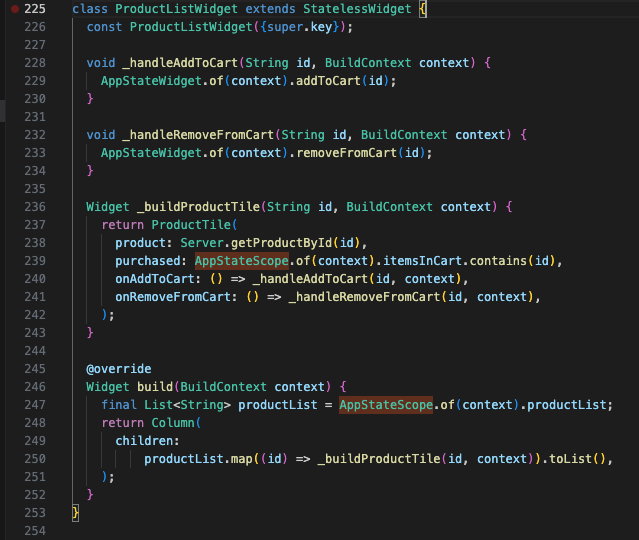 225 class ProductListWidget extends StatelessWidget {
226   const ProductListWidget({super.key});
227
228   void _handleAddToCart(String id, BuildContext context) {
229     AppStateWidget.of(context).addToCart(id);
230   }
231
232   void _handleRemoveFromCart(String id, BuildContext context) {
233     AppStateWidget.of(context).removeFromCart(id);
234   }
235
236   Widget _buildProductTile(String id, BuildContext context) {
237     return ProductTile(
238       product: Server.getProductById(id),
239       purchased: AppStateScope.of(context).itemsInCart.contains(id),
240       onAddToCart: () => _handleAddToCart(id, context),
241       onRemoveFromCart: () => _handleRemoveFromCart(id, context),
242     );
243   }
244
245   @override
246   Widget build(BuildContext context) {
247     final List<String> productList = AppStateScope.of(context).productList;
248     return Column(
249       children:
250           productList.map((id) => _buildProductTile(id, context)).toList(),
251     );
252   }
253 }
254